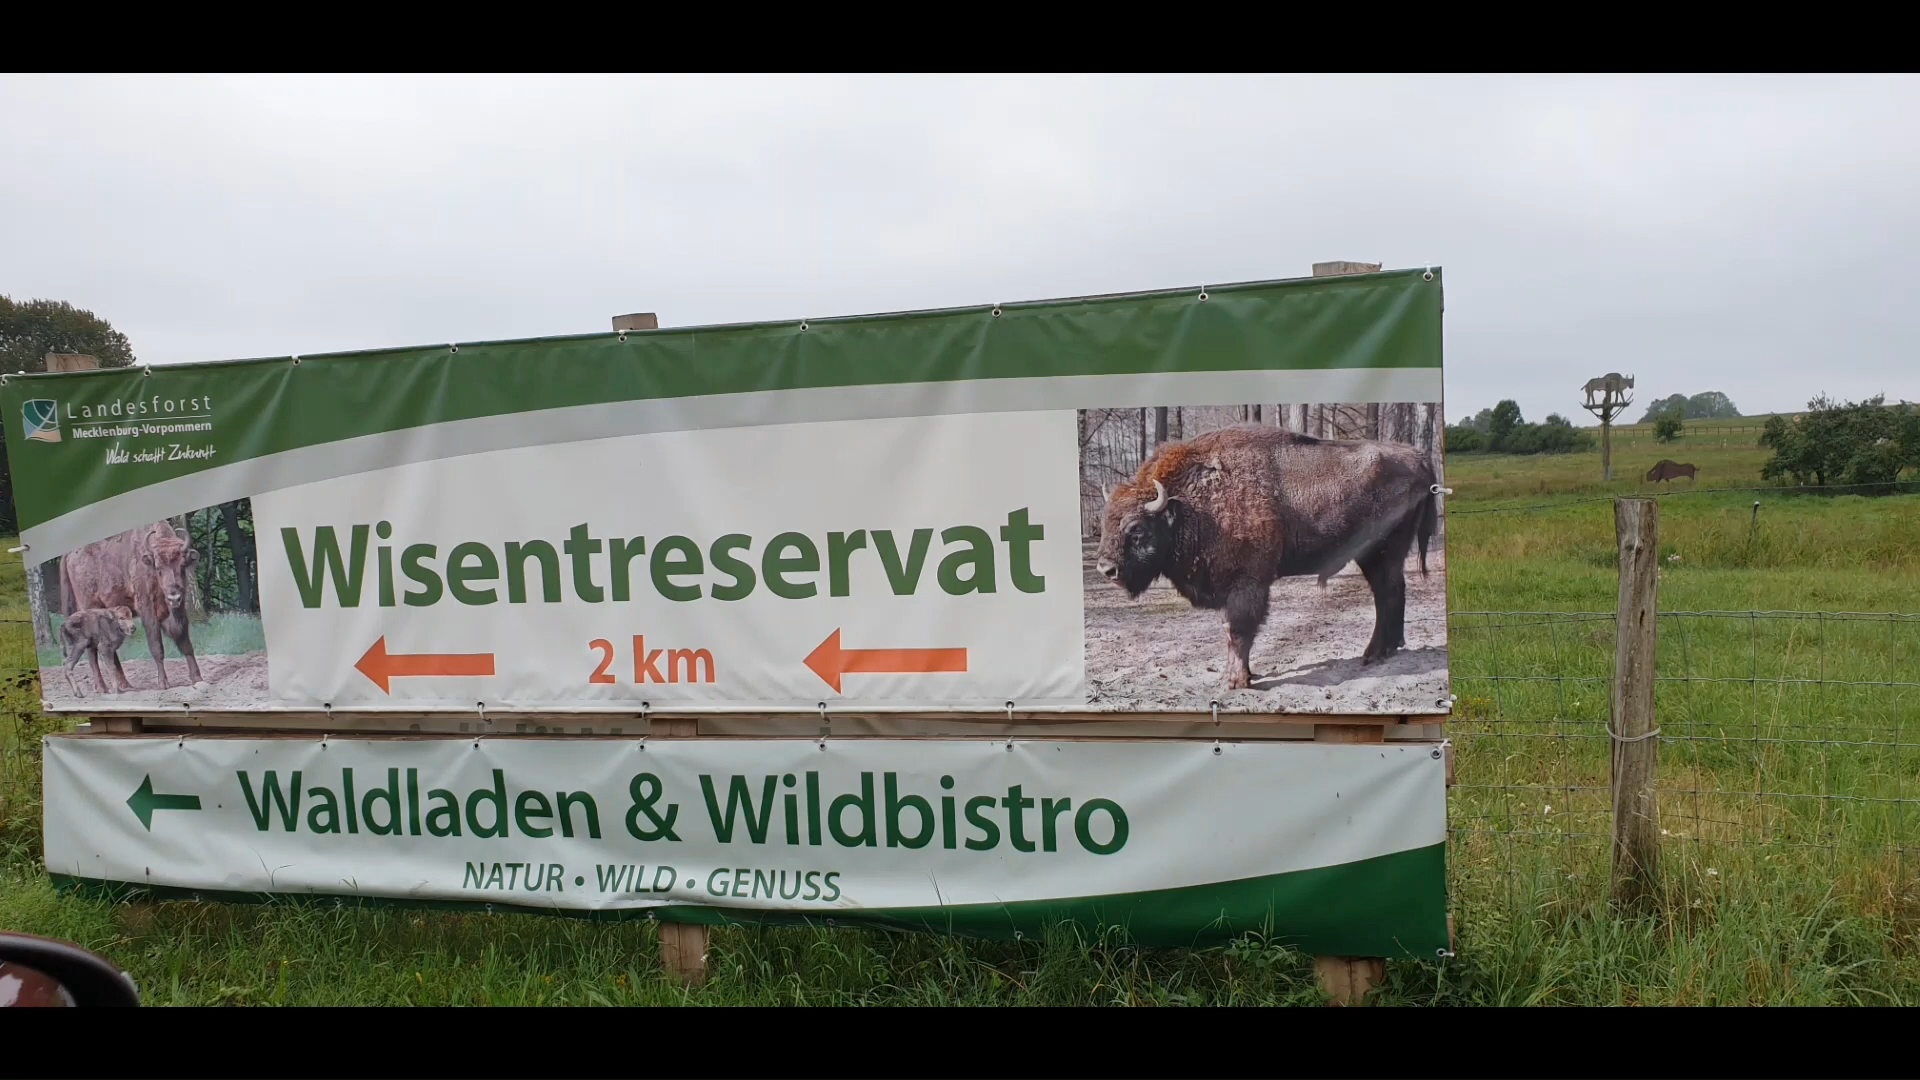 Landesforst
Mecklenburg-Vorpommern
Wald schafft Zukunft
Wisentreservat
2 km
Waldladen & Wildbistro
NATUR • WILD • GENUSS